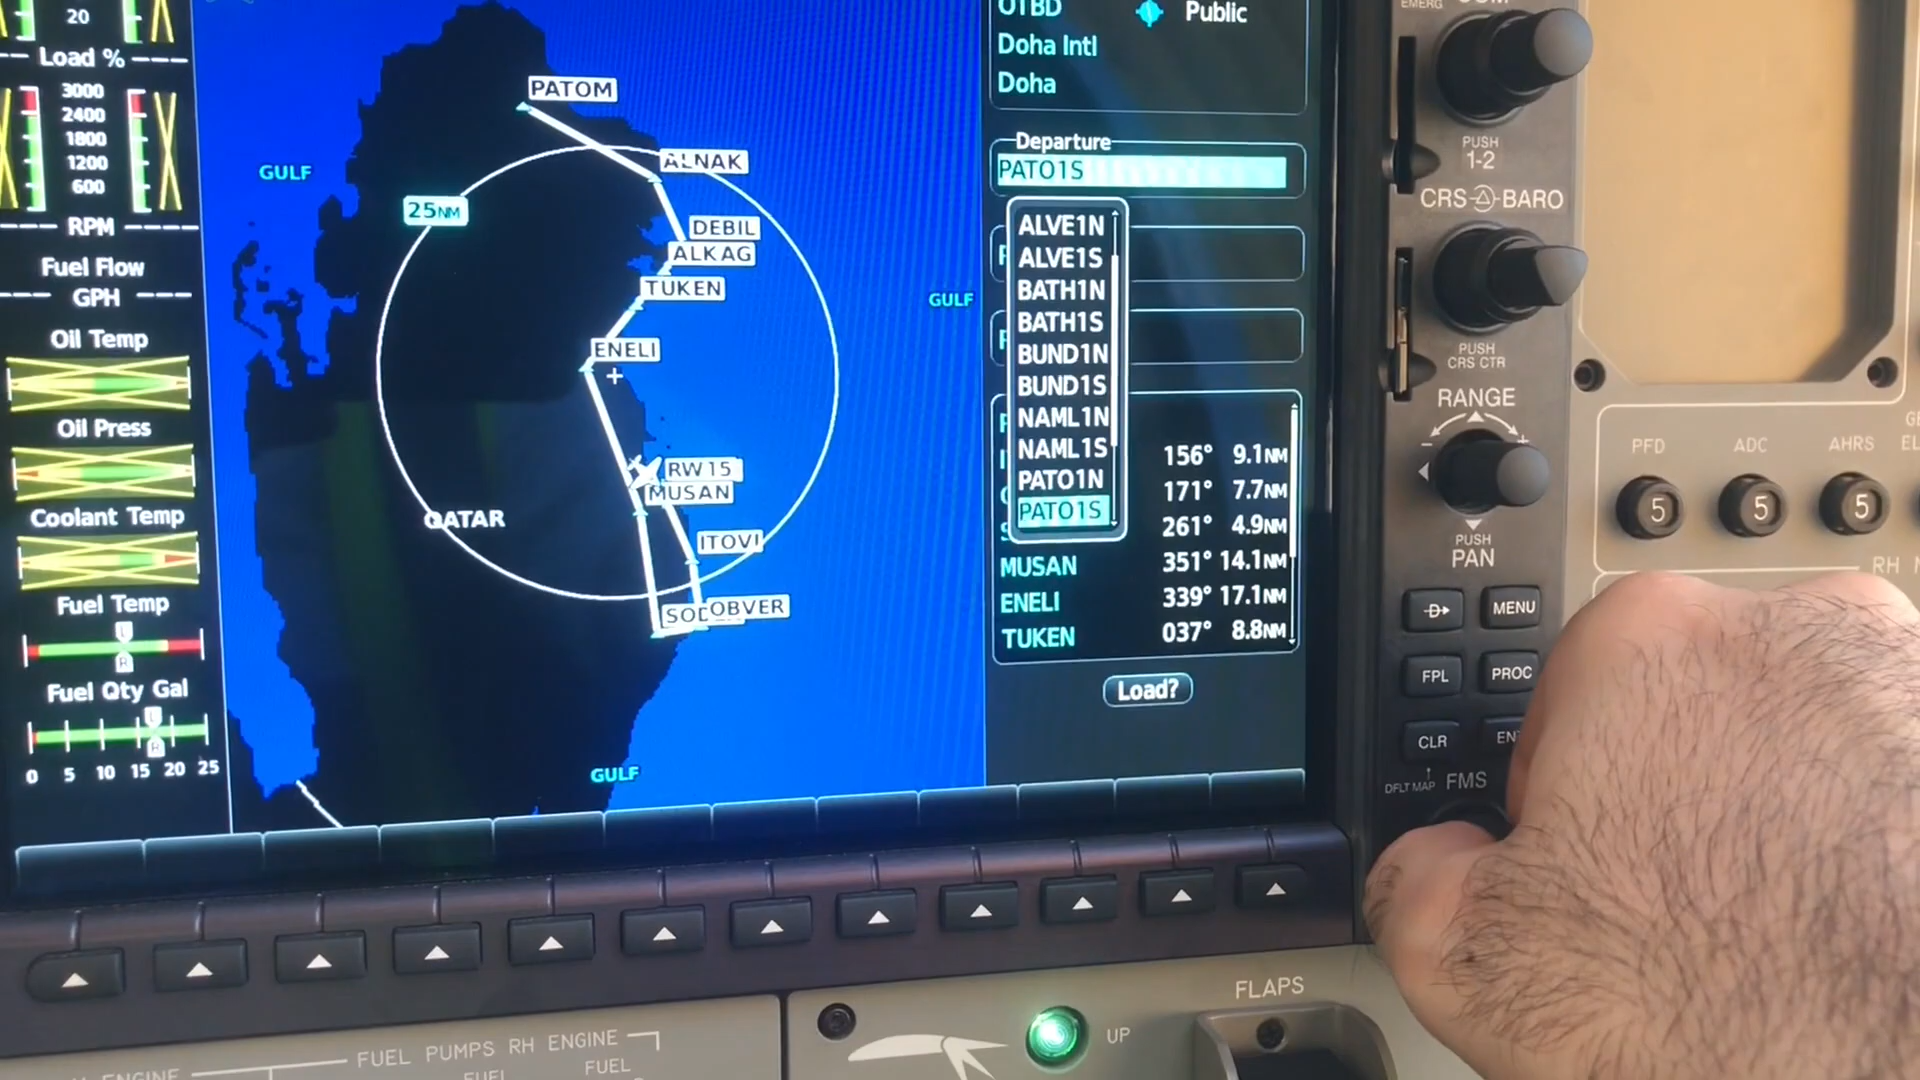 20
Load %
3000
2400
1800
1200
600
RPM
Fuel Flow
GPH
Oil Temp
Oil Press
Coolant Temp
Fuel Temp
L
R
Fuel Qty Gal
L
R
0 5 10 15 20 25
PATOM
ALNAK
GULF
25NM
DEBIL
ALKAG
TUKEN
GULF
ENELI
RW15
MUSAN
QATAR
ITOVI
OBVER
GULF
OTBD
Public
Doha Intl
Doha
Departure
PATO1S
ALVE1N
ALVE1S
BATH1N
BATH1S
BUND1N
BUND1S
NAML1N
NAML1S
PATO1N
PATO1S
156° 9.1NM
171° 7.7NM
261° 4.9NM
MUSAN 351° 14.1NM
ENELI 339° 17.1NM
TUKEN 037° 8.8NM
Load?
EMERG
PUSH
1-2
CRS BARO
PUSH
CRS CTR
RANGE
- +
PUSH
PAN
D MENU
FPL PROC
CLR
DFLT MAP FMS
PFD ADC AHRS
5 5 5
RH
FLAPS
UP
FUEL PUMPS RH ENGINE
ENGINE
FUEL FUEL